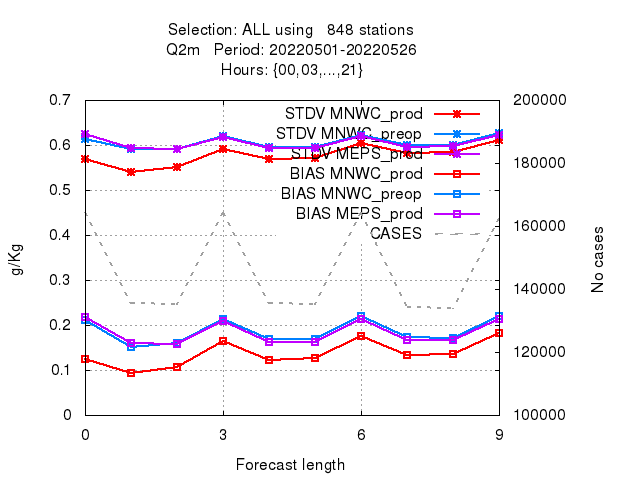 Selection: ALL using   848 stations
Q2m   Period: 20220501-20220526
Hours: {00,03,...,21}
0.7
0.6
0.5
0.4
0.3
0.2
0.1
0
g/Kg
STDV MNWC_prod
STDV MNWC_preop
STDV MEPS_prod
BIAS MNWC_prod
BIAS MNWC_preop
BIAS MEPS_prod
CASES
200000
180000
160000
140000
120000
100000
No cases
0 3 6 9
Forecast length